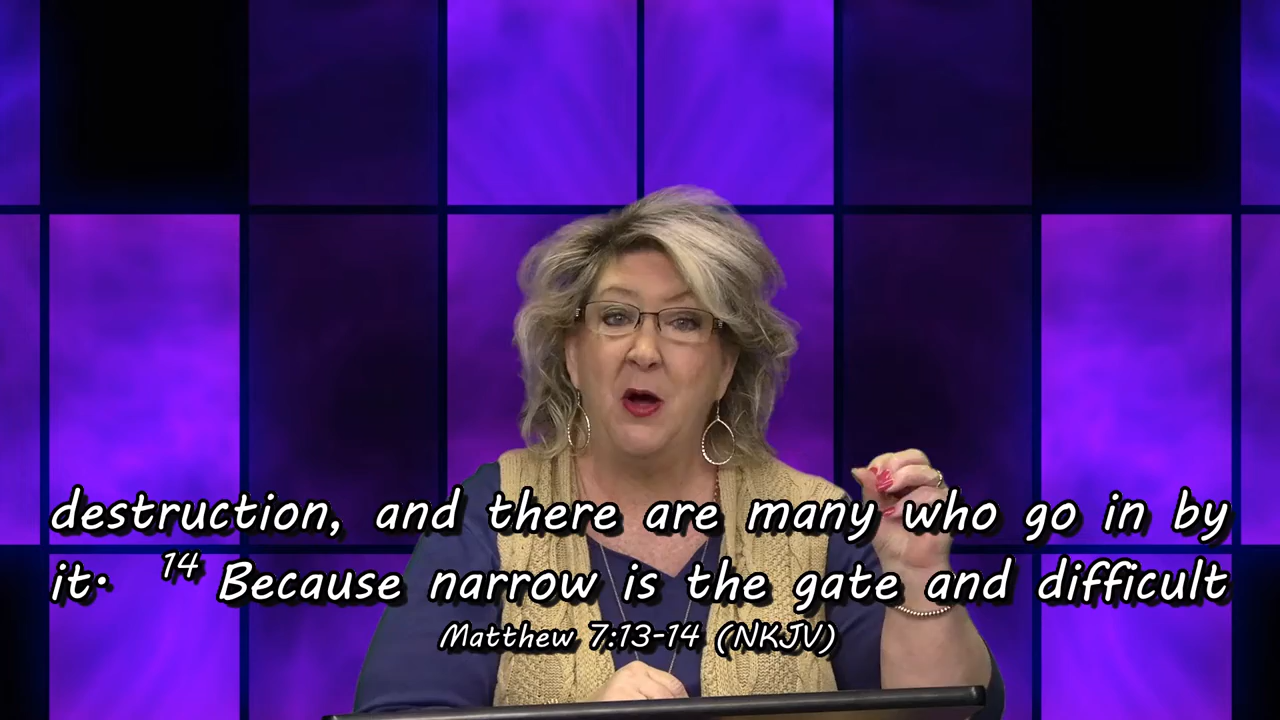 destruction, and there are many who go in by
it. 14 Because narrow is the gate and difficult
Matthew 7:13-14 (NKJV)